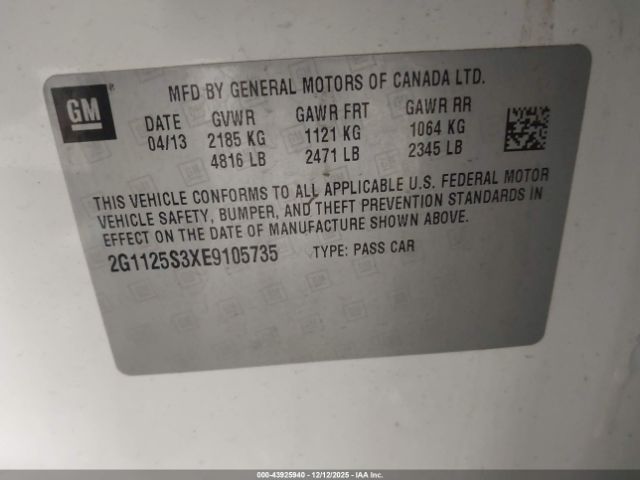 GM
MFD BY GENERAL MOTORS OF CANADA LTD.
DATE GVWR GAWR FRT GAWR RR
04/13 2185 KG 1121 KG 1064 KG
4816 LB 2471 LB 2345 LB
THIS VEHICLE CONFORMS TO ALL APPLICABLE U.S. FEDERAL MOTOR
VEHICLE SAFETY, BUMPER, AND THEFT PREVENTION STANDARDS IN
EFFECT ON THE DATE OF MANUFACTURE SHOWN ABOVE.
2G1125S3XE9105735 TYPE: PASS CAR
000-43925940 - 12/12/2025 - IAAI.COM